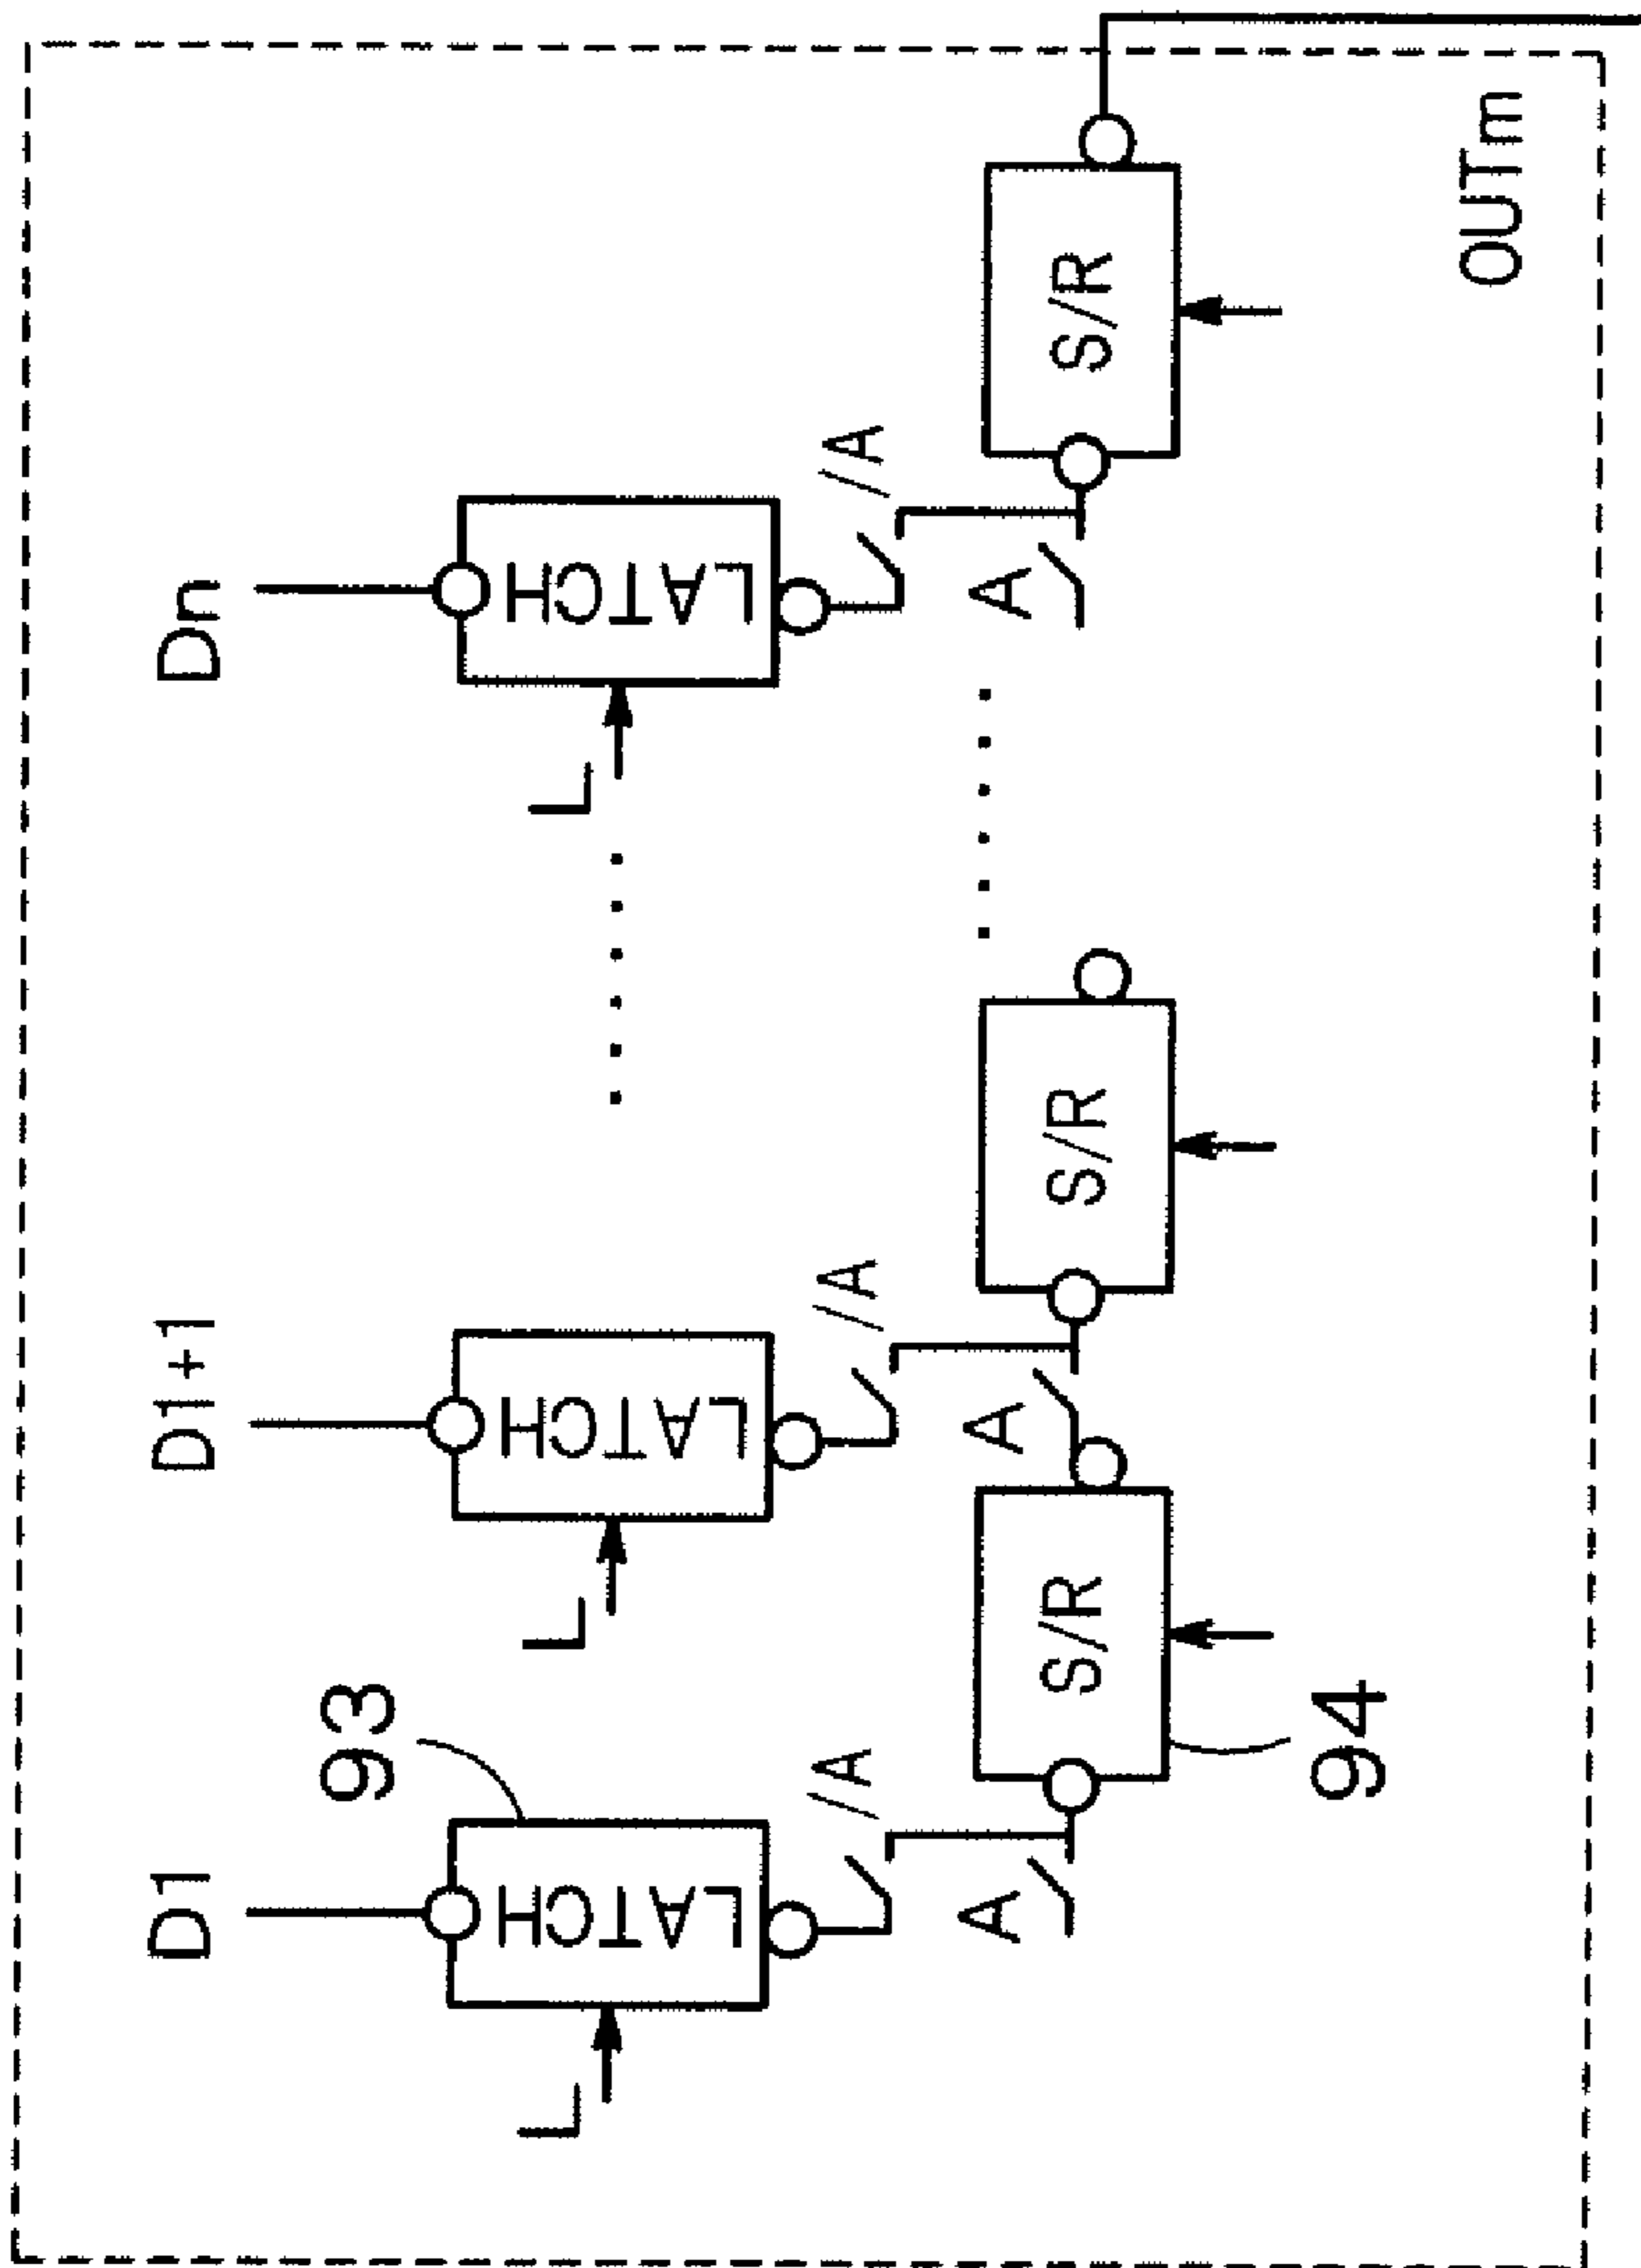 D1
D1+1
Dn
93
L
L
L
LATCH
LATCH
LATCH
/A
/A
/A
A
A
A
S/R
S/R
S/R
94
OUTm